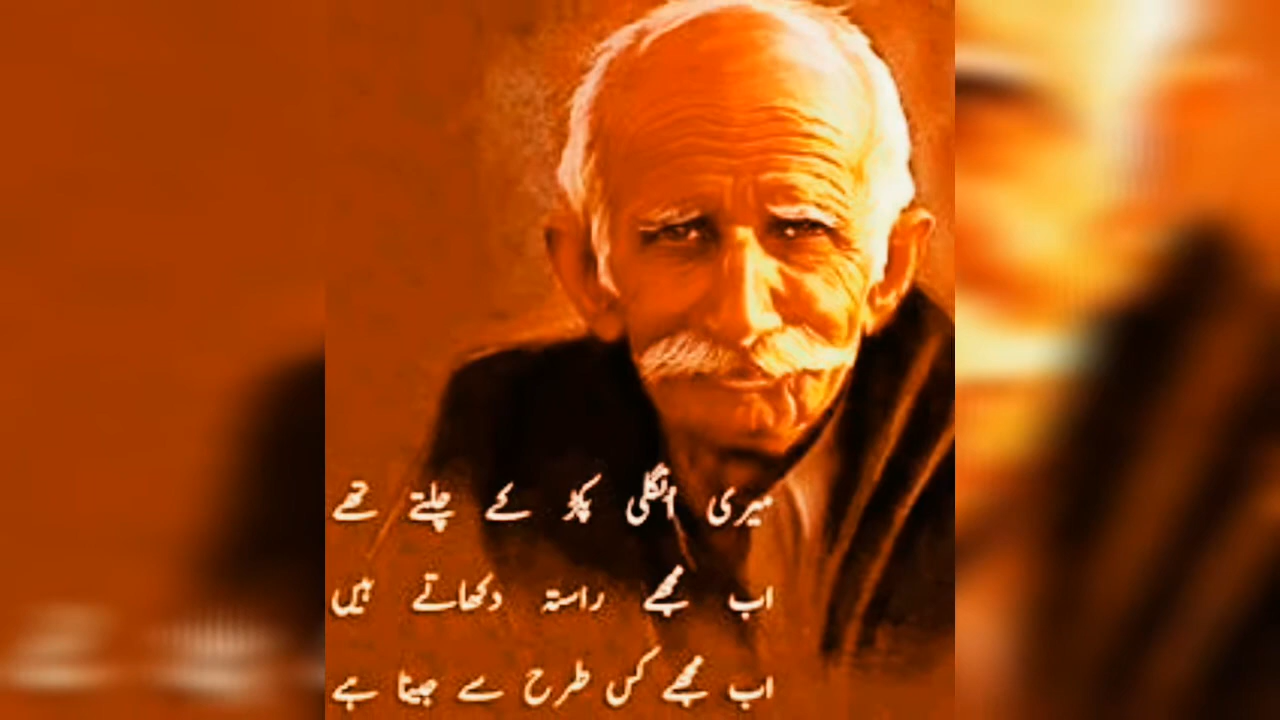 میری انگلی پکڑ کے چلتے تھے
اب مجھے راستہ دکھاتے ہیں
اب مجھے کس طرح سے جینا ہے